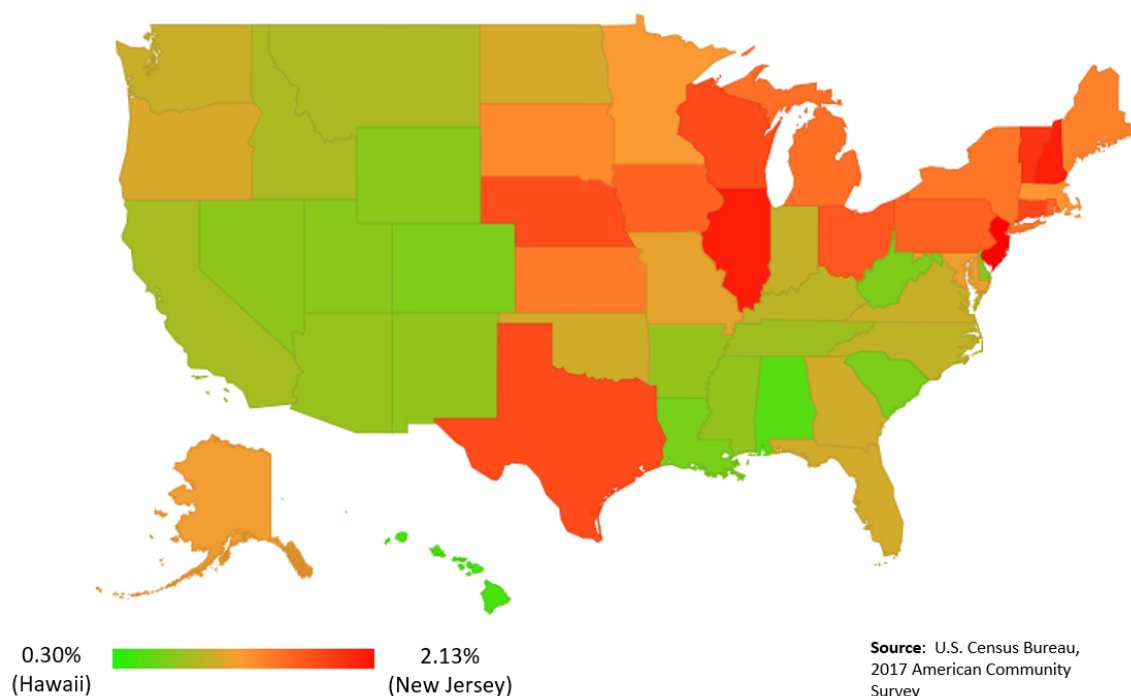 0.30%
(Hawaii)
2.13%
(New Jersey)
Source: U.S. Census Bureau,
2017 American Community
Survey